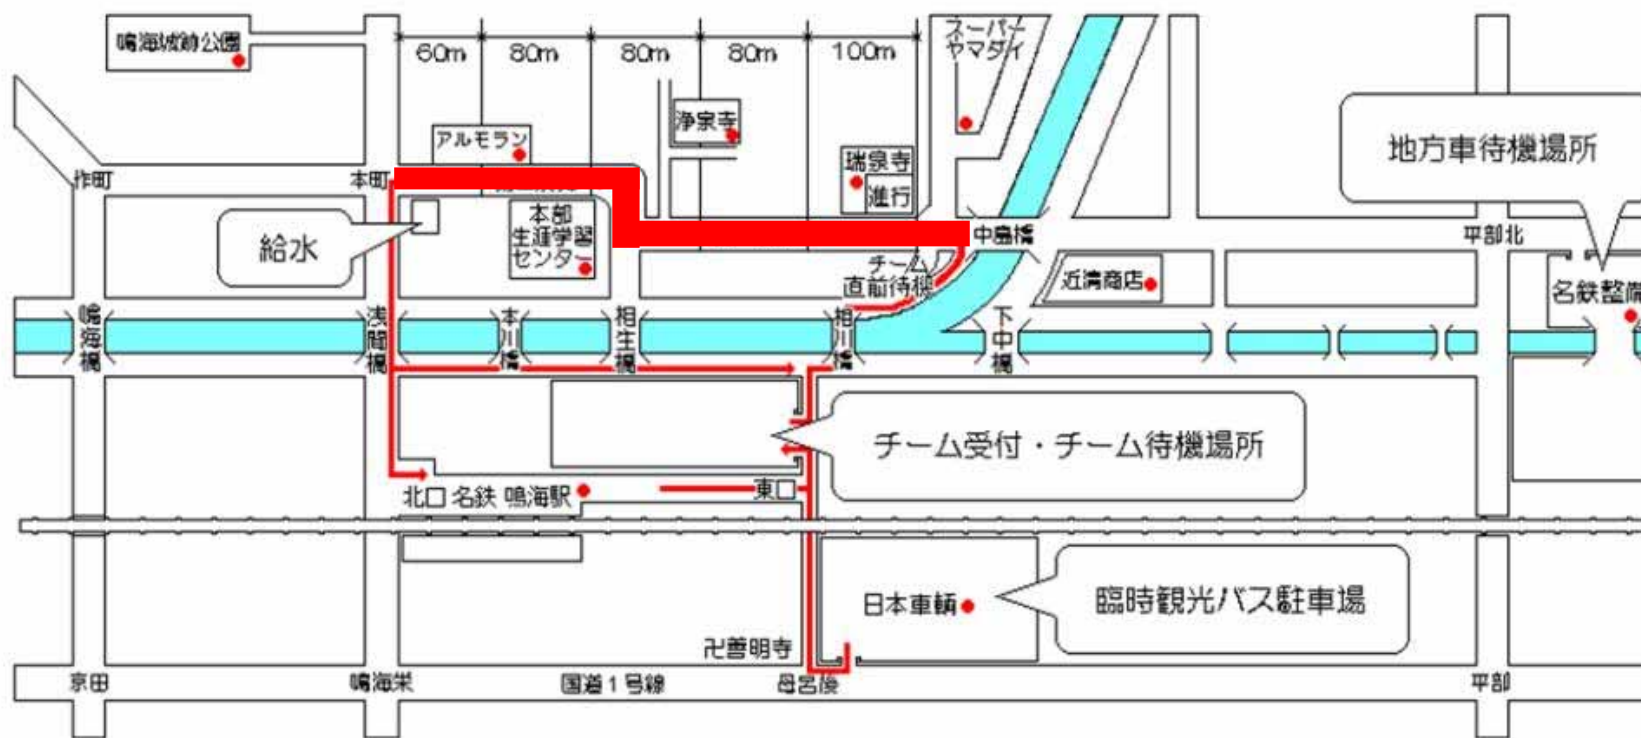 鳴海城跡公園
60m
80m
80m
80m
100m
スーパー
ヤマダイ
浄泉寺
アルモラン
瑞泉寺
進行
地方車待機場所
作町
本町
給水
本部
生涯学習
センター
中島橋
平部北
チーム
直前待機
近清商店
名鉄整備
鳴海橋
浅間橋
本川橋
相生橋
相川橋
下中橋
チーム受付・チーム待機場所
北口 名鉄 鳴海駅
東口
日本車輌
臨時観光バス駐車場
卍善明寺
京田
鳴海栄
国道1号線
母呂後
平部